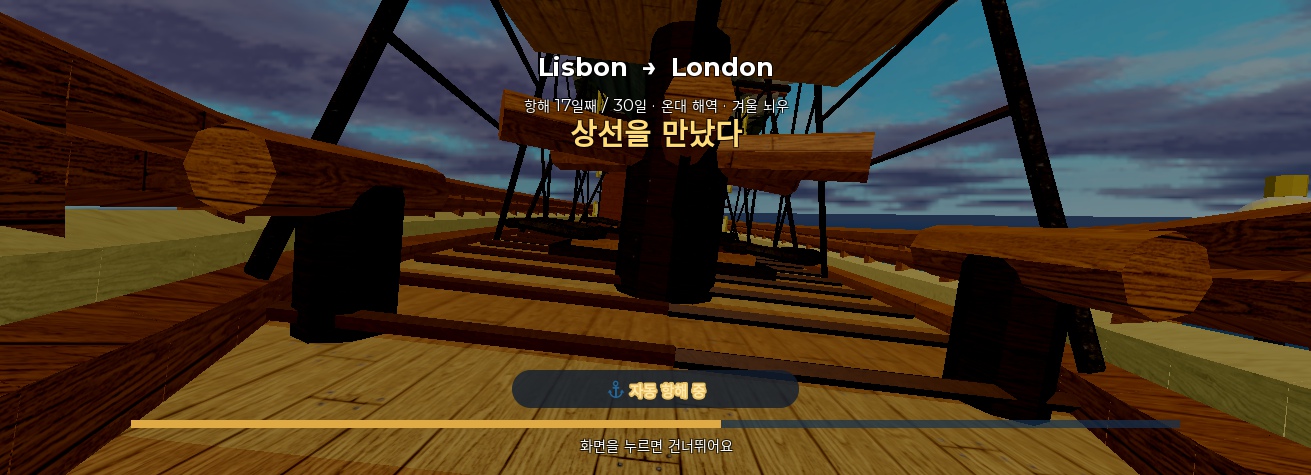 Lisbon → London
항해 17일째 / 30일 · 온대 해역 · 겨울 뇌우
상선을 만났다
⚓ 자동 항해 중
화면을 누르면 건너뛰어요